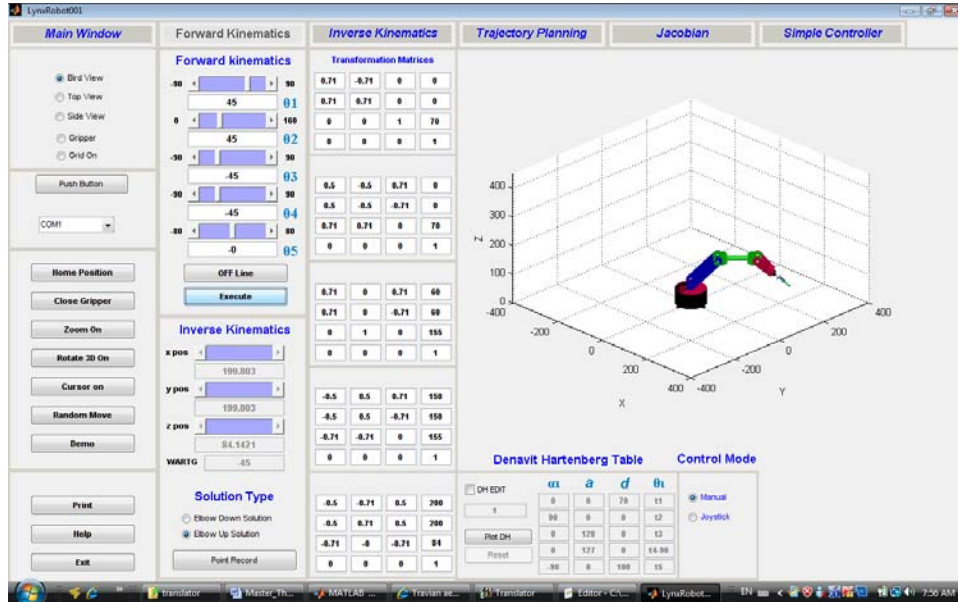 LynxRobot001
Main Window
Forward Kinematics
Inverse Kinematics
Trajectory Planning
Jacobian
Simple Controller
Bird View
Top View
Side View
Gripper
Grid On
Push Button
COM1
Home Position
Close Gripper
Zoom On
Rotate 3D On
Cursor on
Random Move
Demo
Print
Help
Exit
Forward kinematics
-90 90
45 θ1
0 160
45 θ2
-90 90
-45 θ3
-90 90
-45 θ4
-80 80
-0 θ5
OFF Line
Execute
Inverse Kinematics
x pos
199.803
y pos
199.803
z pos
84.1421
WARTG -45
Solution Type
Elbow Down Solution
Elbow Up Solution
Point Record
Transformation Matrices
0.71 -0.71 0 0
0.71 0.71 0 0
0 0 1 70
0 0 0 1
0.5 -0.5 0.71 0
0.5 -0.5 -0.71 0
0.71 0.71 0 70
0 0 0 1
0.71 0 0.71 60
0.71 0 -0.71 60
0 1 0 155
0 0 0 1
-0.5 0.5 0.71 150
-0.5 0.5 -0.71 150
-0.71 -0.71 0 155
0 0 0 1
-0.5 -0.71 0.5 200
-0.5 0.71 0.5 200
-0.71 -0 -0.71 84
0 0 0 1
400
300
200
100
0
Z
-400
-200
0
200
400
X
-400
-200
0
200
400
Y
Denavit Hartenberg Table
DH EDIT
1
Plot DH
Reset
α1 a d θ1
0 0 70 t1
90 0 0 t2
0 120 0 t3
0 127 0 t4-90
-90 0 100 t5
Control Mode
Manual
Joystick
translator
Master_Th...
MATLAB ...
Travian ae...
Translator
Editor - C:\...
LynxRobot...
EN
7:56 AM